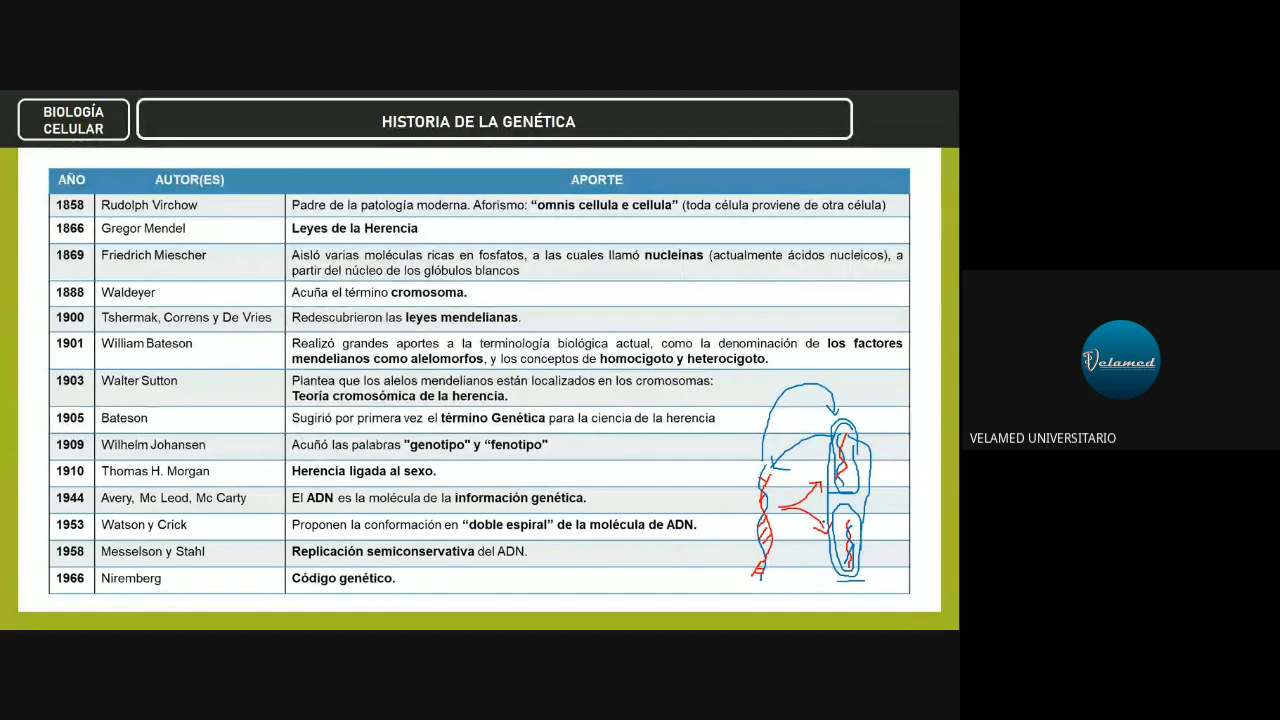 BIOLOGÍA
CELULAR
HISTORIA DE LA GENÉTICA
AÑO AUTOR(ES) APORTE
1858 Rudolph Virchow Padre de la patología moderna. Aforismo: “omnis cellula e cellula” (toda célula proviene de otra célula)
1866 Gregor Mendel Leyes de la Herencia
1869 Friedrich Miescher Aisló varias moléculas ricas en fosfatos, a las cuales llamó nucleínas (actualmente ácidos nucleicos), a
partir del núcleo de los glóbulos blancos
1888 Waldeyer Acuña el término cromosoma.
1900 Tshermak, Correns y De Vries Redescubrieron las leyes mendelianas.
1901 William Bateson Realizó grandes aportes a la terminología biológica actual, como la denominación de los factores
mendelianos como alelomorfos, y los conceptos de homocigoto y heterocigoto.
1903 Walter Sutton Plantea que los alelos mendelianos están localizados en los cromosomas:
Teoría cromosómica de la herencia.
1905 Bateson Sugirió por primera vez el término Genética para la ciencia de la herencia
1909 Wilhelm Johansen Acuñó las palabras "genotipo" y “fenotipo"
1910 Thomas H. Morgan Herencia ligada al sexo.
1944 Avery, Mc Leod, Mc Carty El ADN es la molécula de la información genética.
1953 Watson y Crick Proponen la conformación en “doble espiral” de la molécula de ADN.
1958 Messelson y Stahl Replicación semiconservativa del ADN.
1966 Niremberg Código genético.
Velamed
VELAMED UNIVERSITARIO